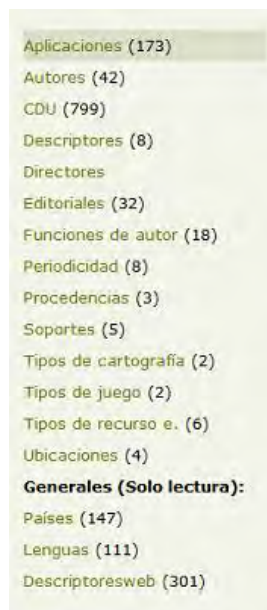 Aplicaciones (173)
Autores (42)
CDU (799)
Descriptores (8)
Directores
Editoriales (32)
Funciones de autor (18)
Periodicidad (8)
Procedencias (3)
Soportes (5)
Tipos de cartografía (2)
Tipos de juego (2)
Tipos de recurso e. (6)
Ubicaciones (4)
Generales (Solo lectura):
Países (147)
Lenguas (111)
Descriptoresweb (301)